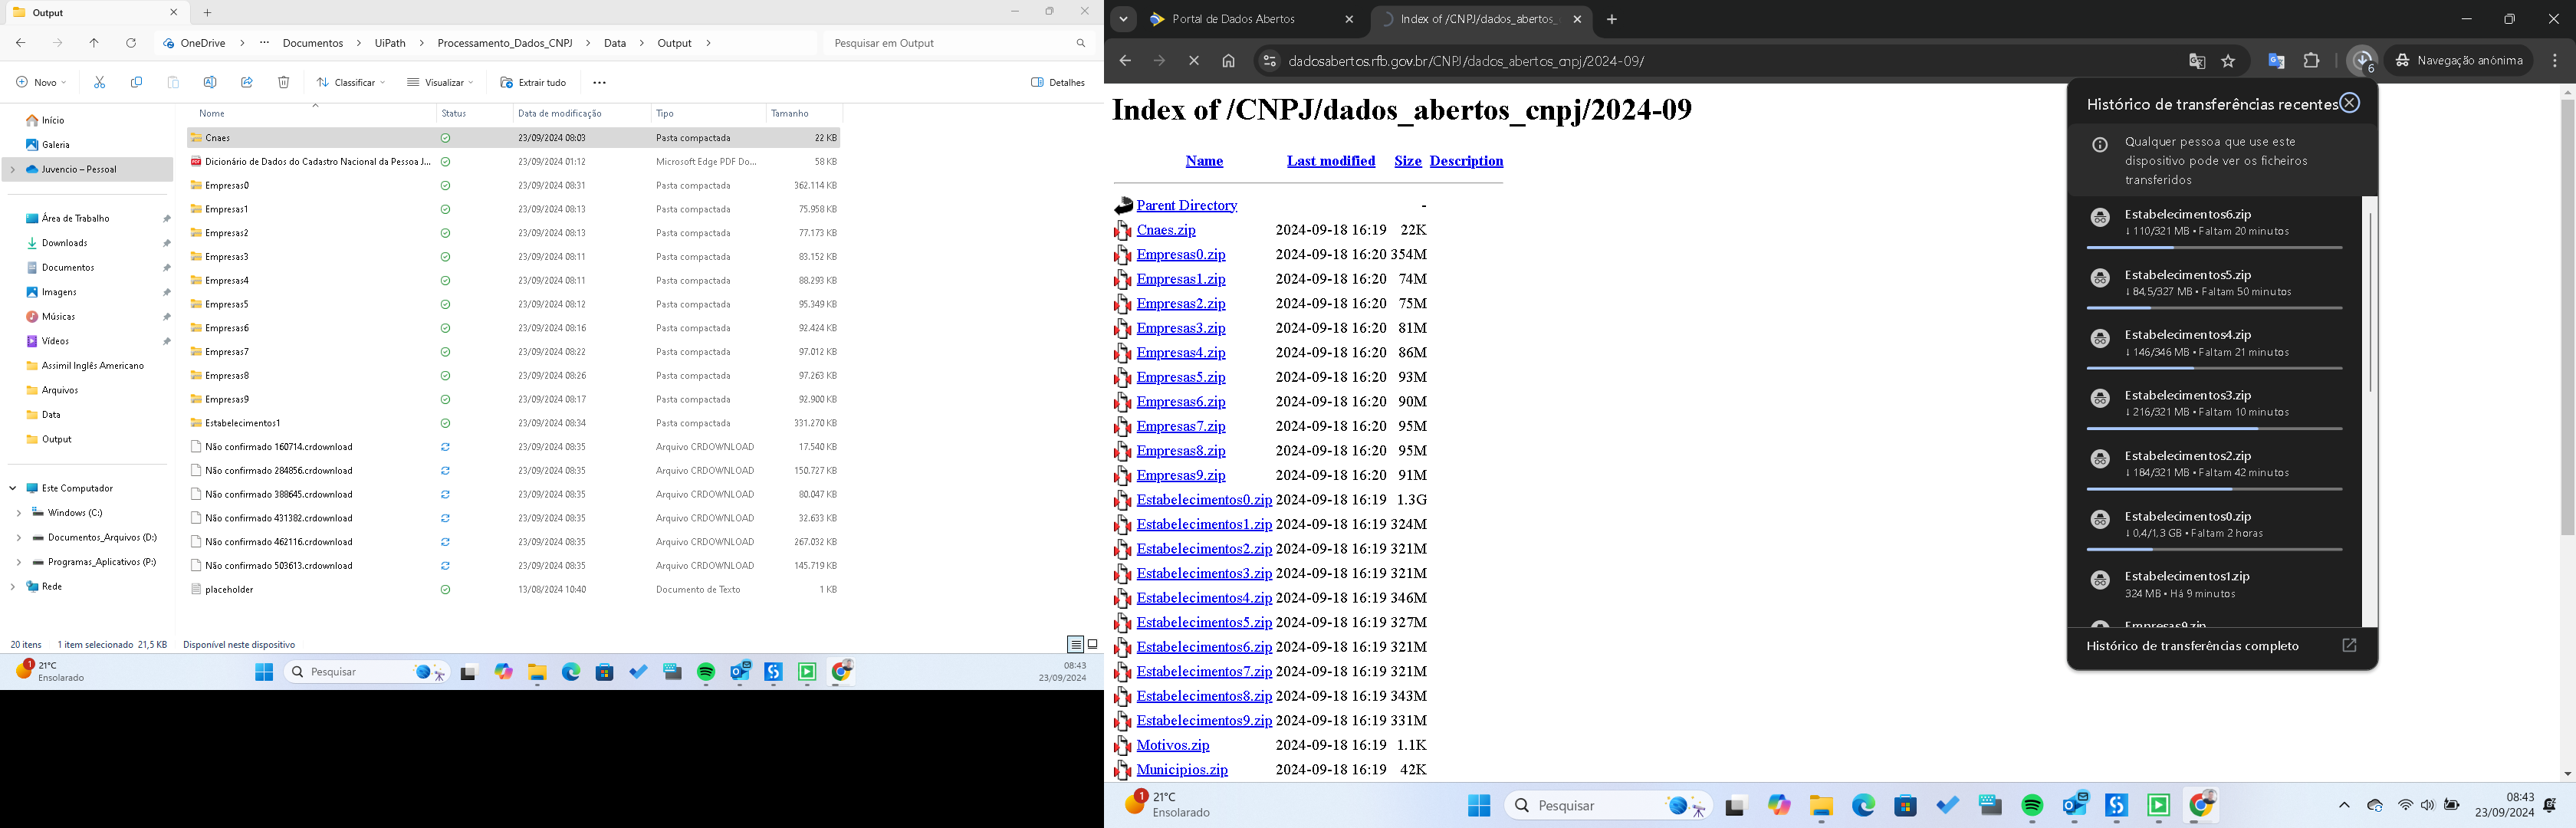 Output
OneDrive > ... Documentos > UiPath > Processamento_Dados_CNPJ > Data > Output >
Pesquisar em Output
Novo
Classificar
Visualizar
Extrair tudo
Detalhes
Nome Status Data de modificação Tipo Tamanho
Início
Galeria
Juvencio – Pessoal
Área de Trabalho
Downloads
Documentos
Imagens
Músicas
Vídeos
Assimil Inglês Americano
Arquivos
Data
Output
Este Computador
Windows (C:)
Documentos_Arquivos (D:)
Programas_Aplicativos (P:)
Rede
Cnaes 23/09/2024 08:03 Pasta compactada 22 KB
Dicionário de Dados do Cadastro Nacional da Pessoa J... 23/09/2024 01:12 Microsoft Edge PDF Do... 58 KB
Empresas0 23/09/2024 08:31 Pasta compactada 362.114 KB
Empresas1 23/09/2024 08:13 Pasta compactada 75.958 KB
Empresas2 23/09/2024 08:13 Pasta compactada 77.173 KB
Empresas3 23/09/2024 08:11 Pasta compactada 83.152 KB
Empresas4 23/09/2024 08:11 Pasta compactada 88.293 KB
Empresas5 23/09/2024 08:12 Pasta compactada 95.349 KB
Empresas6 23/09/2024 08:16 Pasta compactada 92.424 KB
Empresas7 23/09/2024 08:22 Pasta compactada 97.012 KB
Empresas8 23/09/2024 08:26 Pasta compactada 97.263 KB
Empresas9 23/09/2024 08:17 Pasta compactada 92.900 KB
Estabelecimentos1 23/09/2024 08:34 Pasta compactada 331.270 KB
Não confirmado 160714.crdownload 23/09/2024 08:35 Arquivo CRDOWNLOAD 17.540 KB
Não confirmado 284856.crdownload 23/09/2024 08:35 Arquivo CRDOWNLOAD 150.727 KB
Não confirmado 388645.crdownload 23/09/2024 08:35 Arquivo CRDOWNLOAD 80.047 KB
Não confirmado 431382.crdownload 23/09/2024 08:35 Arquivo CRDOWNLOAD 32.633 KB
Não confirmado 462116.crdownload 23/09/2024 08:35 Arquivo CRDOWNLOAD 267.032 KB
Não confirmado 503613.crdownload 23/09/2024 08:35 Arquivo CRDOWNLOAD 145.719 KB
placeholder 13/08/2024 10:40 Documento de Texto 1 KB
20 itens 1 item selecionado 21,5 KB Disponível neste dispositivo
1
21°C
Ensolarado
Pesquisar
08:43
23/09/2024
Portal de Dados Abertos
Index of /CNPJ/dados_abertos_
dadosabertos.rfb.gov.br/CNPJ/dados_abertos_cnpj/2024-09/
6
Navegação anónima
Index of /CNPJ/dados_abertos_cnpj/2024-09
Name Last modified Size Description
Parent Directory -
Cnaes.zip 2024-09-18 16:19 22K
Empresas0.zip 2024-09-18 16:20 354M
Empresas1.zip 2024-09-18 16:20 74M
Empresas2.zip 2024-09-18 16:20 75M
Empresas3.zip 2024-09-18 16:20 81M
Empresas4.zip 2024-09-18 16:20 86M
Empresas5.zip 2024-09-18 16:20 93M
Empresas6.zip 2024-09-18 16:20 90M
Empresas7.zip 2024-09-18 16:20 95M
Empresas8.zip 2024-09-18 16:20 95M
Empresas9.zip 2024-09-18 16:20 91M
Estabelecimentos0.zip 2024-09-18 16:19 1.3G
Estabelecimentos1.zip 2024-09-18 16:19 324M
Estabelecimentos2.zip 2024-09-18 16:19 321M
Estabelecimentos3.zip 2024-09-18 16:19 321M
Estabelecimentos4.zip 2024-09-18 16:19 346M
Estabelecimentos5.zip 2024-09-18 16:19 327M
Estabelecimentos6.zip 2024-09-18 16:19 321M
Estabelecimentos7.zip 2024-09-18 16:19 321M
Estabelecimentos8.zip 2024-09-18 16:19 343M
Estabelecimentos9.zip 2024-09-18 16:19 331M
Motivos.zip 2024-09-18 16:19 1.1K
Municipios.zip 2024-09-18 16:19 42K
Histórico de transferências recentes
Qualquer pessoa que use este
dispositivo pode ver os ficheiros
transferidos
Estabelecimentos6.zip
↓ 110/321 MB • Faltam 20 minutos
Estabelecimentos5.zip
↓ 84,5/327 MB • Faltam 50 minutos
Estabelecimentos4.zip
↓ 146/346 MB • Faltam 21 minutos
Estabelecimentos3.zip
↓ 216/321 MB • Faltam 10 minutos
Estabelecimentos2.zip
↓ 184/321 MB • Faltam 42 minutos
Estabelecimentos0.zip
↓ 0,4/1,3 GB • Faltam 2 horas
Estabelecimentos1.zip
324 MB • Há 9 minutos
Empresas9.zip
Histórico de transferências completo
1
21°C
Ensolarado
Pesquisar
08:43
23/09/2024